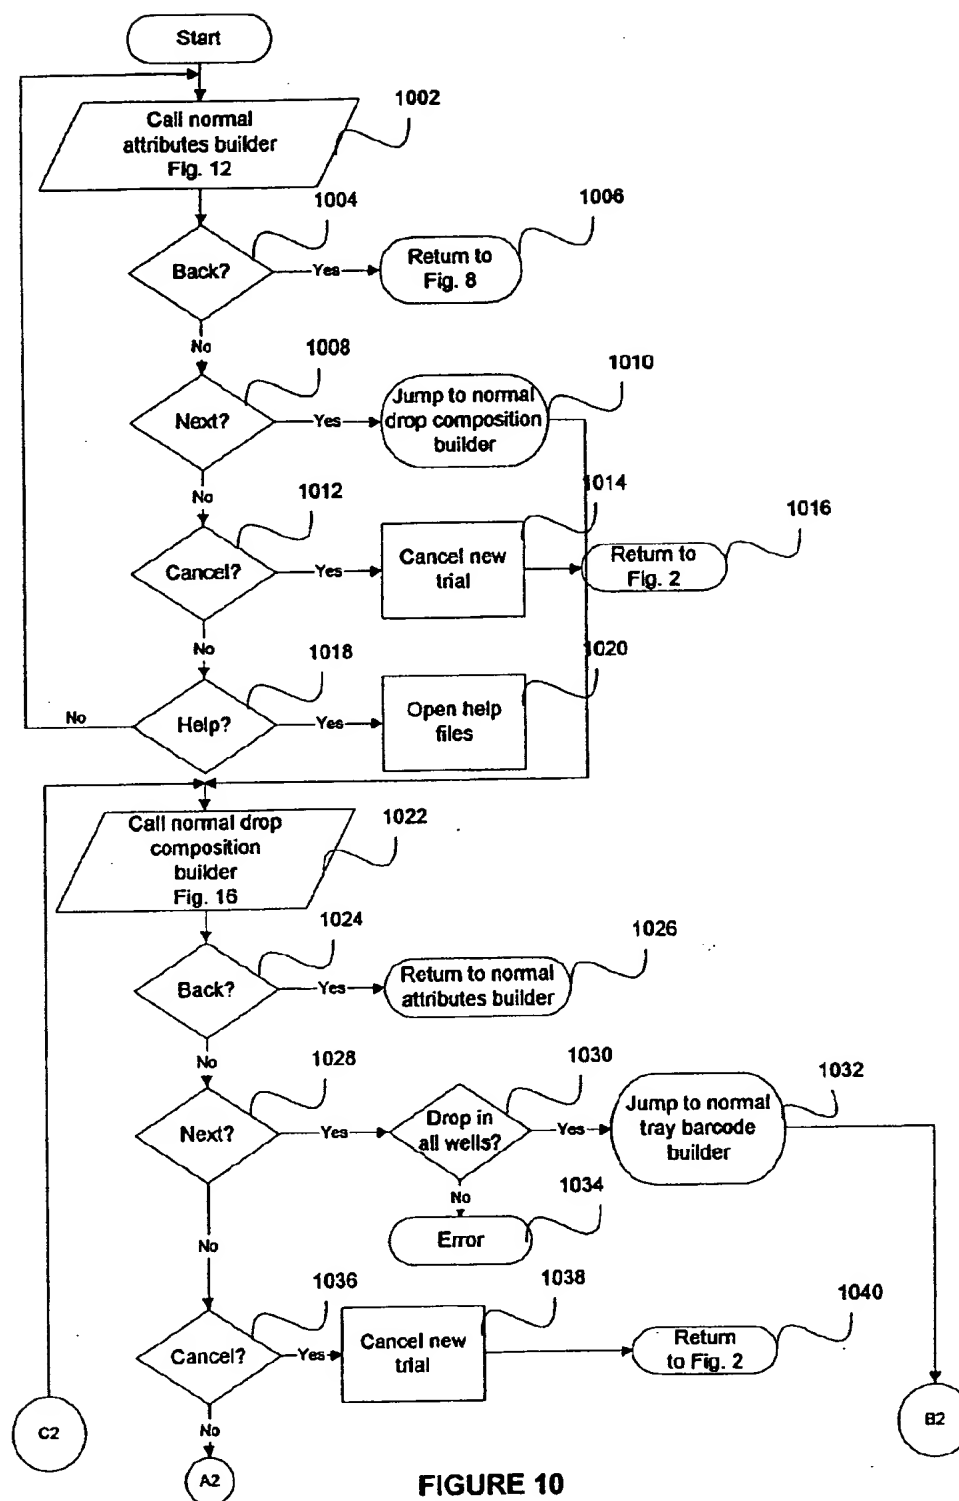 Start
Call normal
attributes builder
Fig. 12
1002
1004
1006
Back?
Yes
Return to
Fig. 8
No
1008
1010
Next?
Yes
Jump to normal
drop composition
builder
No
1012
1014
1016
Cancel?
Yes
Cancel new
trial
Return to
Fig. 2
No
1018
1020
No
Help?
Yes
Open help
files
Call normal drop
composition
builder
Fig. 16
1022
1024
1026
Back?
Yes
Return to normal
attributes builder
No
1028
1030
1032
Next?
Yes
Drop in
all wells?
Yes
Jump to normal
tray barcode
builder
No
1034
Error
No
1036
1038
1040
Cancel?
Yes
Cancel new
trial
Return
to Fig. 2
C2
No
B2
A2
FIGURE 10